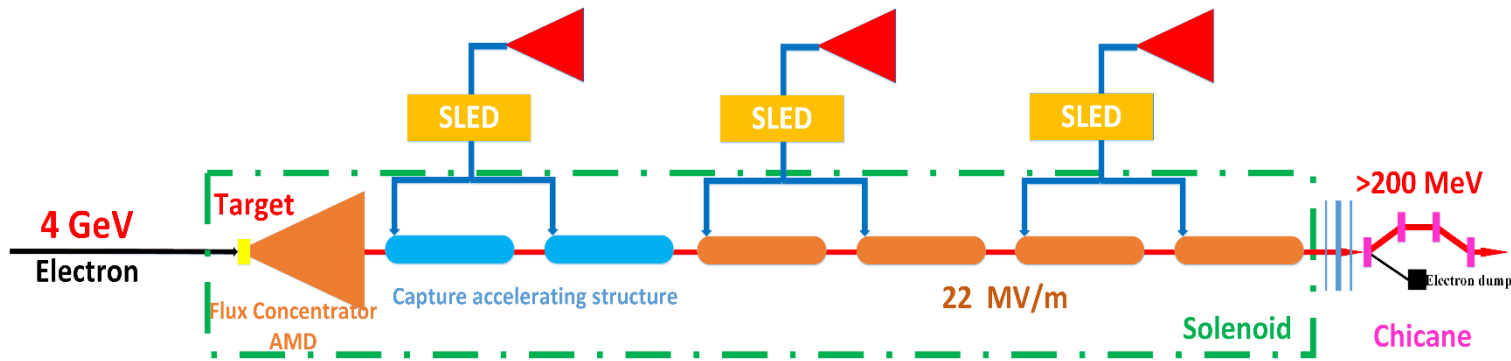 SLED
SLED
SLED
4 GeV
Electron
Target
>200 MeV
Flux Concentrator
AMD
Capture accelerating structure
22 MV/m
Solenoid
Electron dump
Chicane